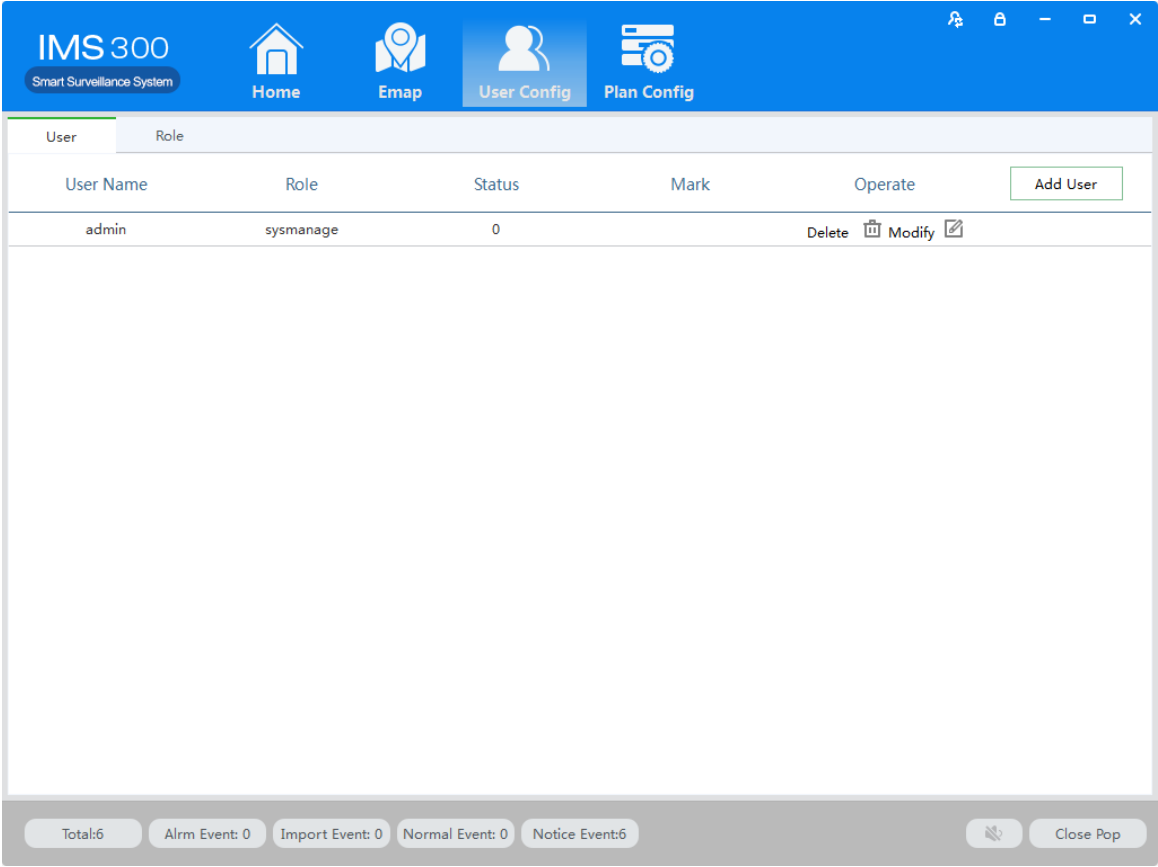 IMS 300
Smart Surveillance System
Home
Emap
User Config
Plan Config
User
Role
User Name
Role
Status
Mark
Operate
Add User
admin
sysmanage
0
Delete
Modify
Total:6
Alrm Event: 0
Import Event: 0
Normal Event: 0
Notice Event:6
Close Pop